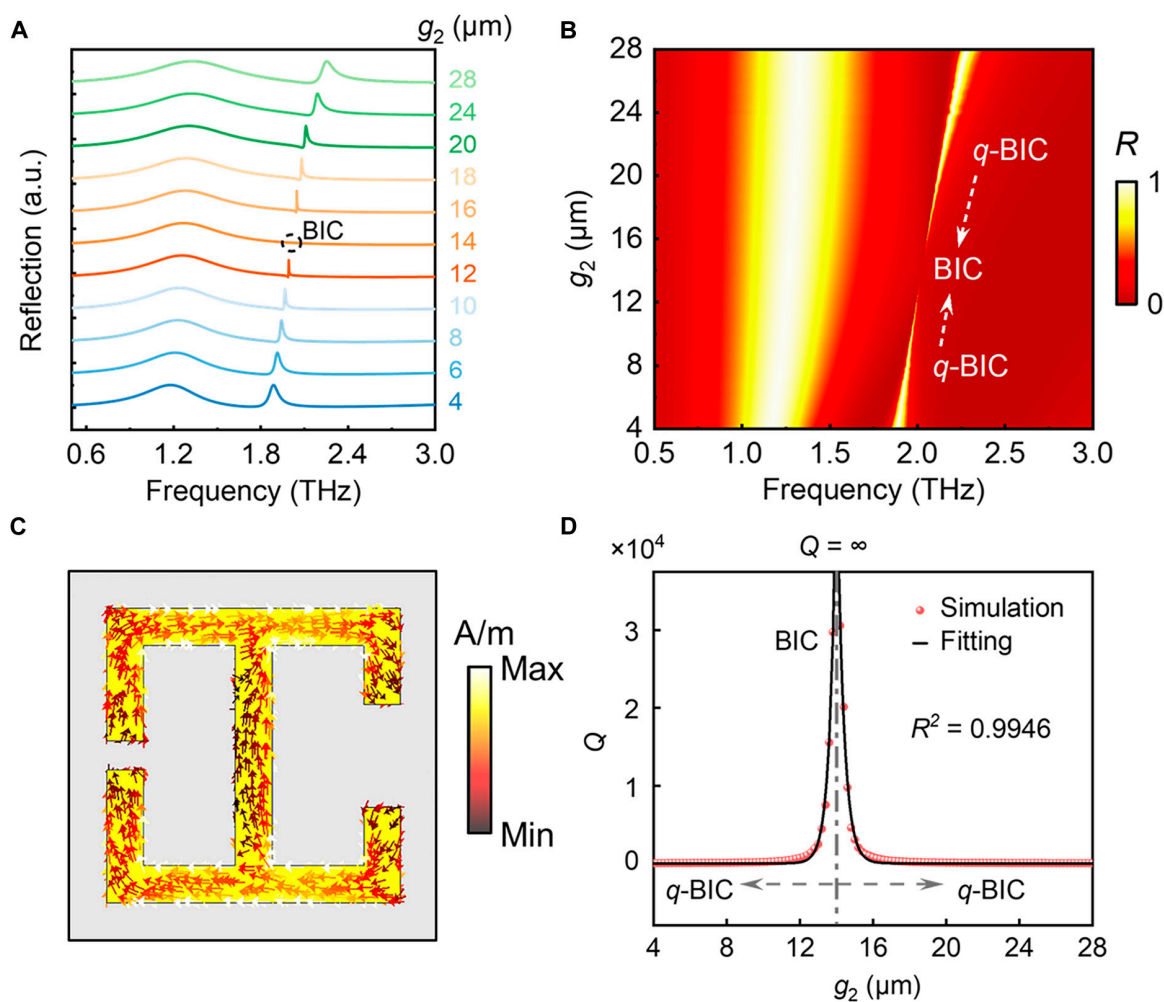 A
g₂ (μm)
28
24
20
18
16
14
12
10
8
6
4
BIC
Reflection (a.u.)
0.6 1.2 1.8 2.4 3.0
Frequency (THz)
B
28
24
20
16
12
8
4
g₂ (μm)
q-BIC
BIC
q-BIC
R
1
0
0.5 1.0 1.5 2.0 2.5 3.0
Frequency (THz)
C
A/m
Max
Min
D
×10⁴
Q = ∞
BIC
Simulation
Fitting
R² = 0.9946
3
2
1
0
Q
q-BIC
q-BIC
4 8 12 16 20 24 28
g₂ (μm)